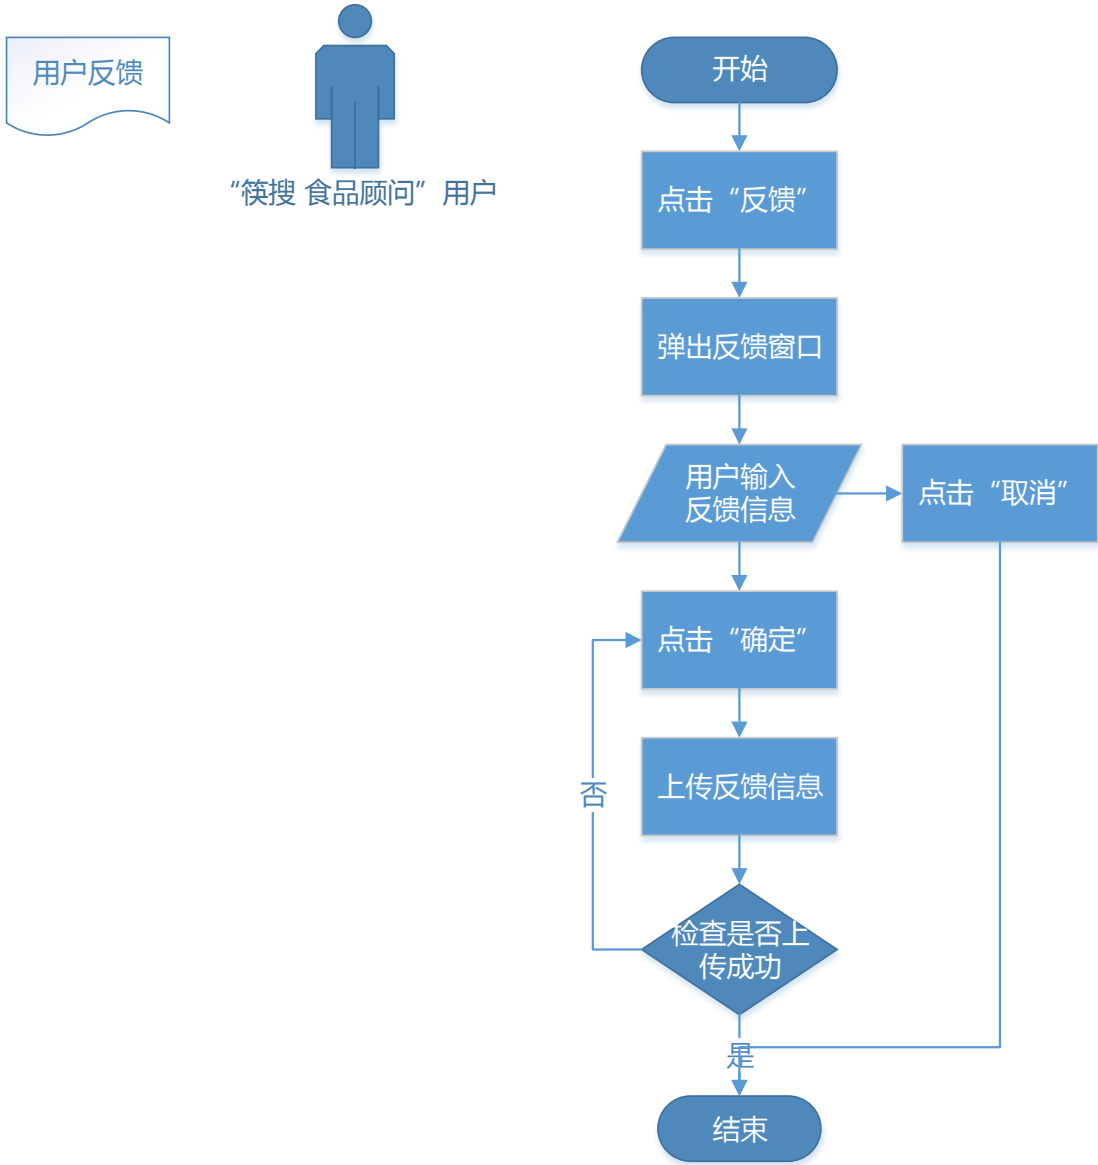 用户反馈
“筷搜 食品顾问”用户
开始
点击“反馈”
弹出反馈窗口
用户输入
反馈信息
点击“取消”
点击“确定”
上传反馈信息
否
检查是否上
传成功
是
结束